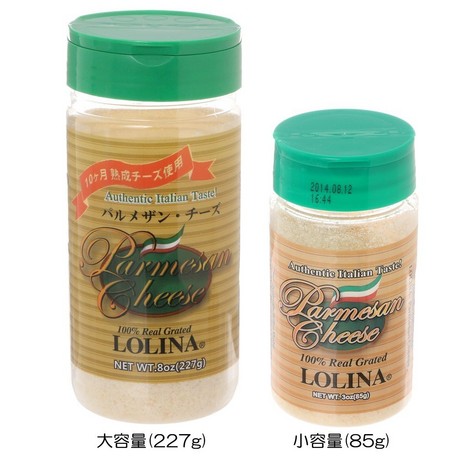 10ヶ月 熟成チーズ使用
Authentic Italian Taste!
パルメザン・チーズ
Parmesan
Cheese
100% Real Grated
LOLINA®
NET WT. 8oz (227g)
大容量(227g)
2014.08.12
16:44
Authentic Italian Taste!
Parmesan
Cheese
100% Real Grated
LOLINA®
NET WT. 3oz (85g)
小容量(85g)